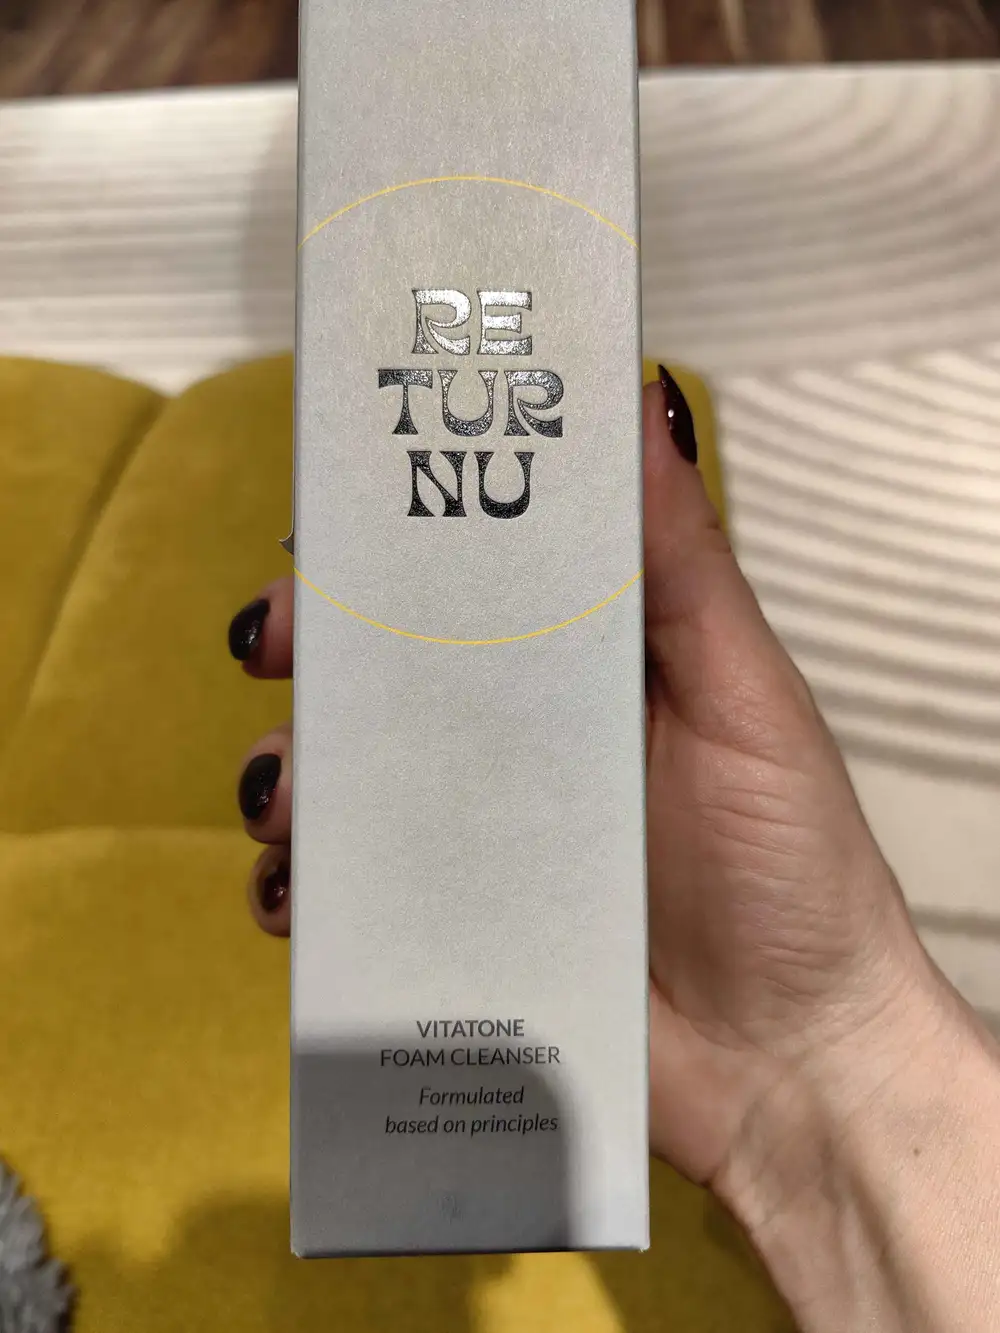 RE
TUR
NU
VITATONE
FOAM CLEANSER
Formulated
based on principles